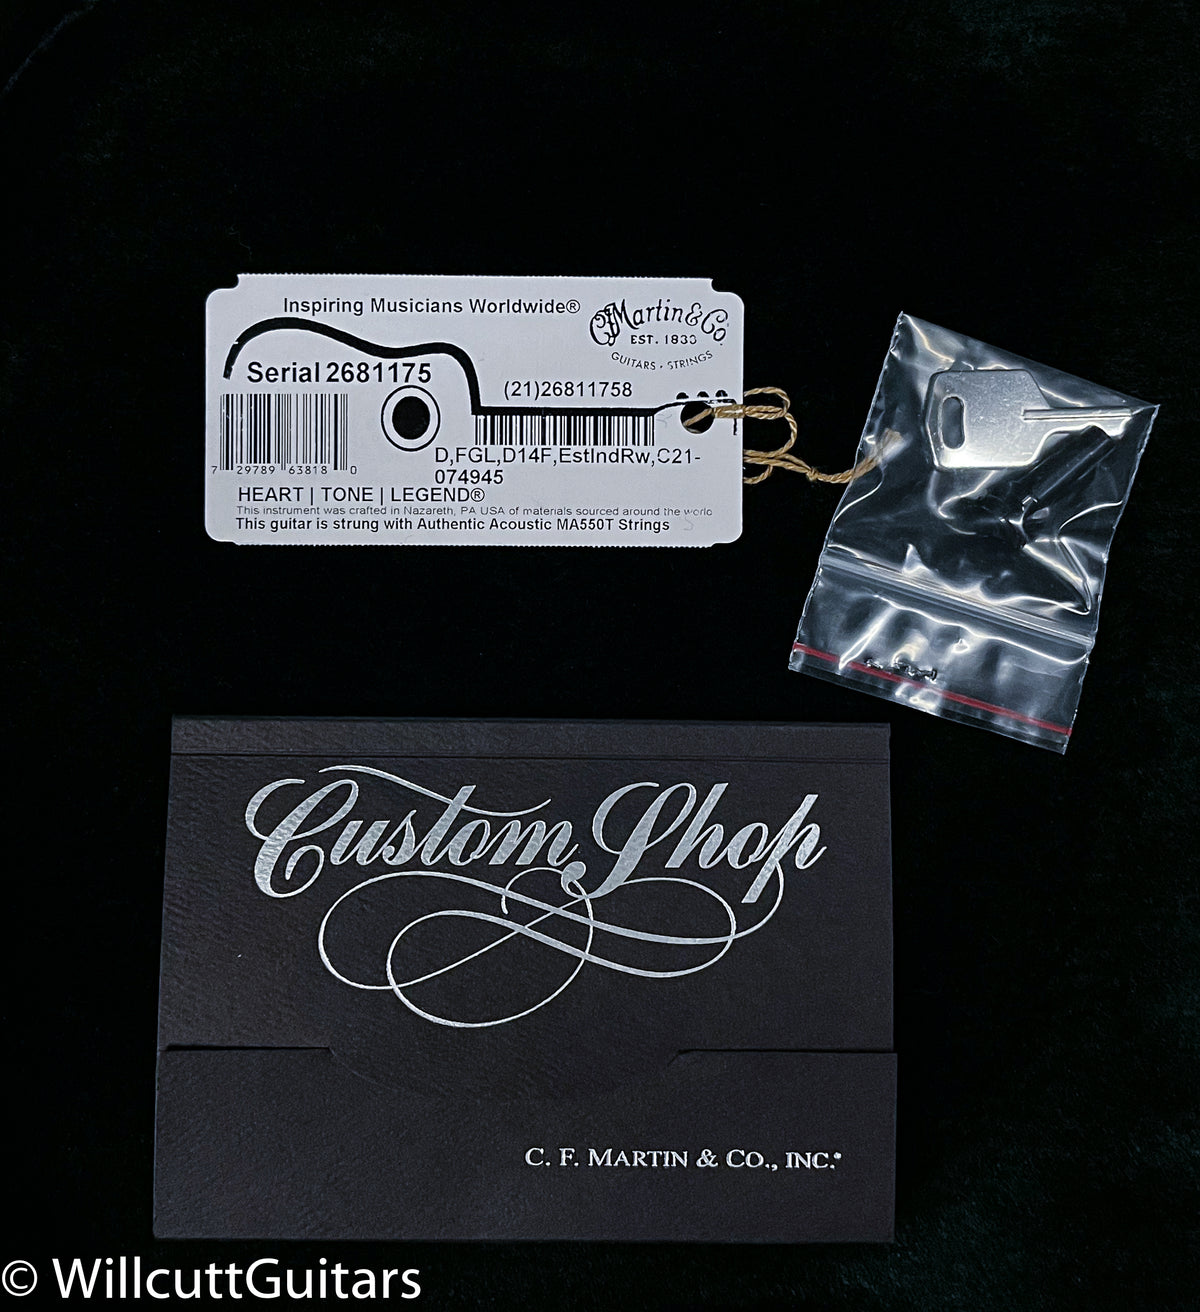 Inspiring Musicians Worldwide®
CF Martin & Co.
EST. 1833
GUITARS • STRINGS
Serial 2681175
(21)26811758
D,FGL,D14F,EstIndRw,C21-
074945
7 29789 63818 0
HEART | TONE | LEGEND®
This instrument was crafted in Nazareth, PA USA of materials sourced around the world
This guitar is strung with Authentic Acoustic MA550T Strings
Custom Shop
C. F. MARTIN & CO., INC.®
© WillcuttGuitars